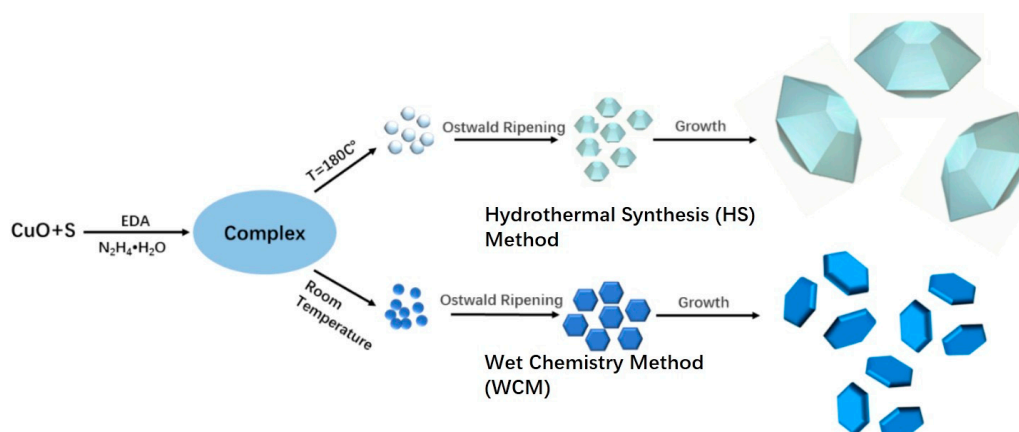 CuO+S
EDA
N₂H₄•H₂O
Complex
T=180C°
Ostwald Ripening
Growth
Hydrothermal Synthesis (HS)
Method
Room
Temperature
Ostwald Ripening
Growth
Wet Chemistry Method
(WCM)